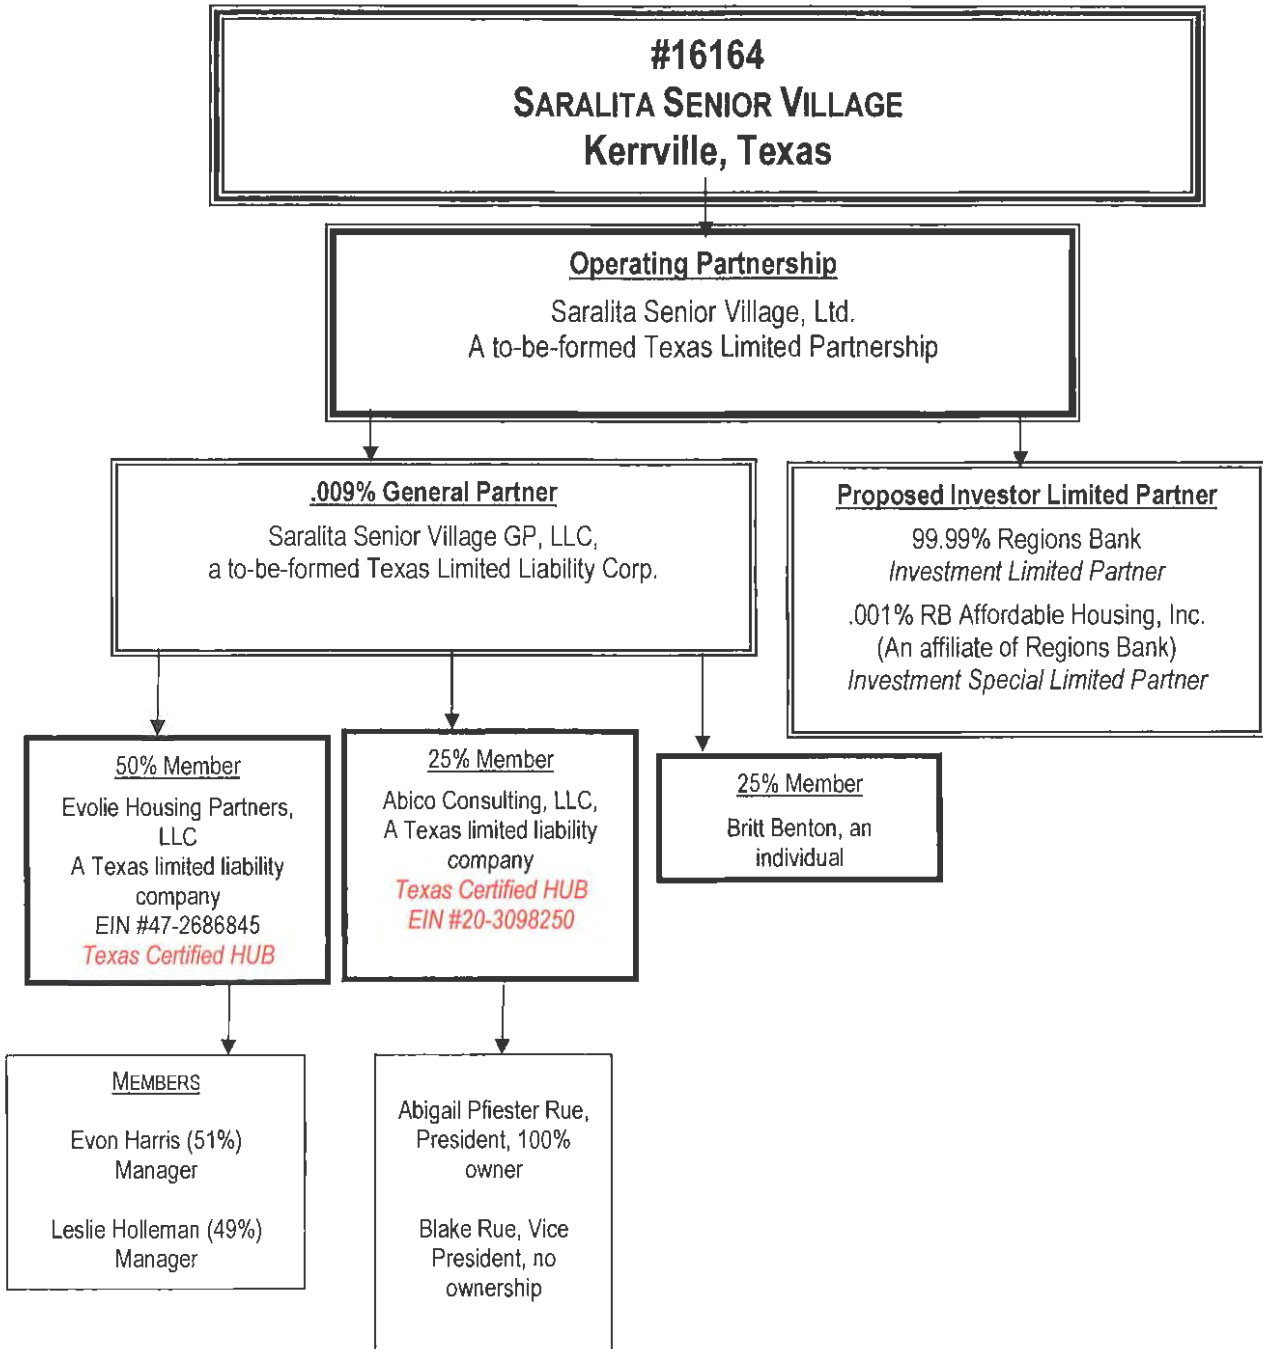 #16164
SARALITA SENIOR VILLAGE
Kerrville, Texas
Operating Partnership
Saralita Senior Village, Ltd.
A to-be-formed Texas Limited Partnership
.009% General Partner
Saralita Senior Village GP, LLC,
a to-be-formed Texas Limited Liability Corp.
Proposed Investor Limited Partner
99.99% Regions Bank
Investment Limited Partner
.001% RB Affordable Housing, Inc.
(An affiliate of Regions Bank)
Investment Special Limited Partner
50% Member
Evolie Housing Partners,
LLC
A Texas limited liability
company
EIN #47-2686845
Texas Certified HUB
25% Member
Abico Consulting, LLC,
A Texas limited liability
company
Texas Certified HUB
EIN #20-3098250
25% Member
Britt Benton, an
individual
MEMBERS
Evon Harris (51%)
Manager
Leslie Holleman (49%)
Manager
Abigail Pfiester Rue,
President, 100%
owner
Blake Rue, Vice
President, no
ownership